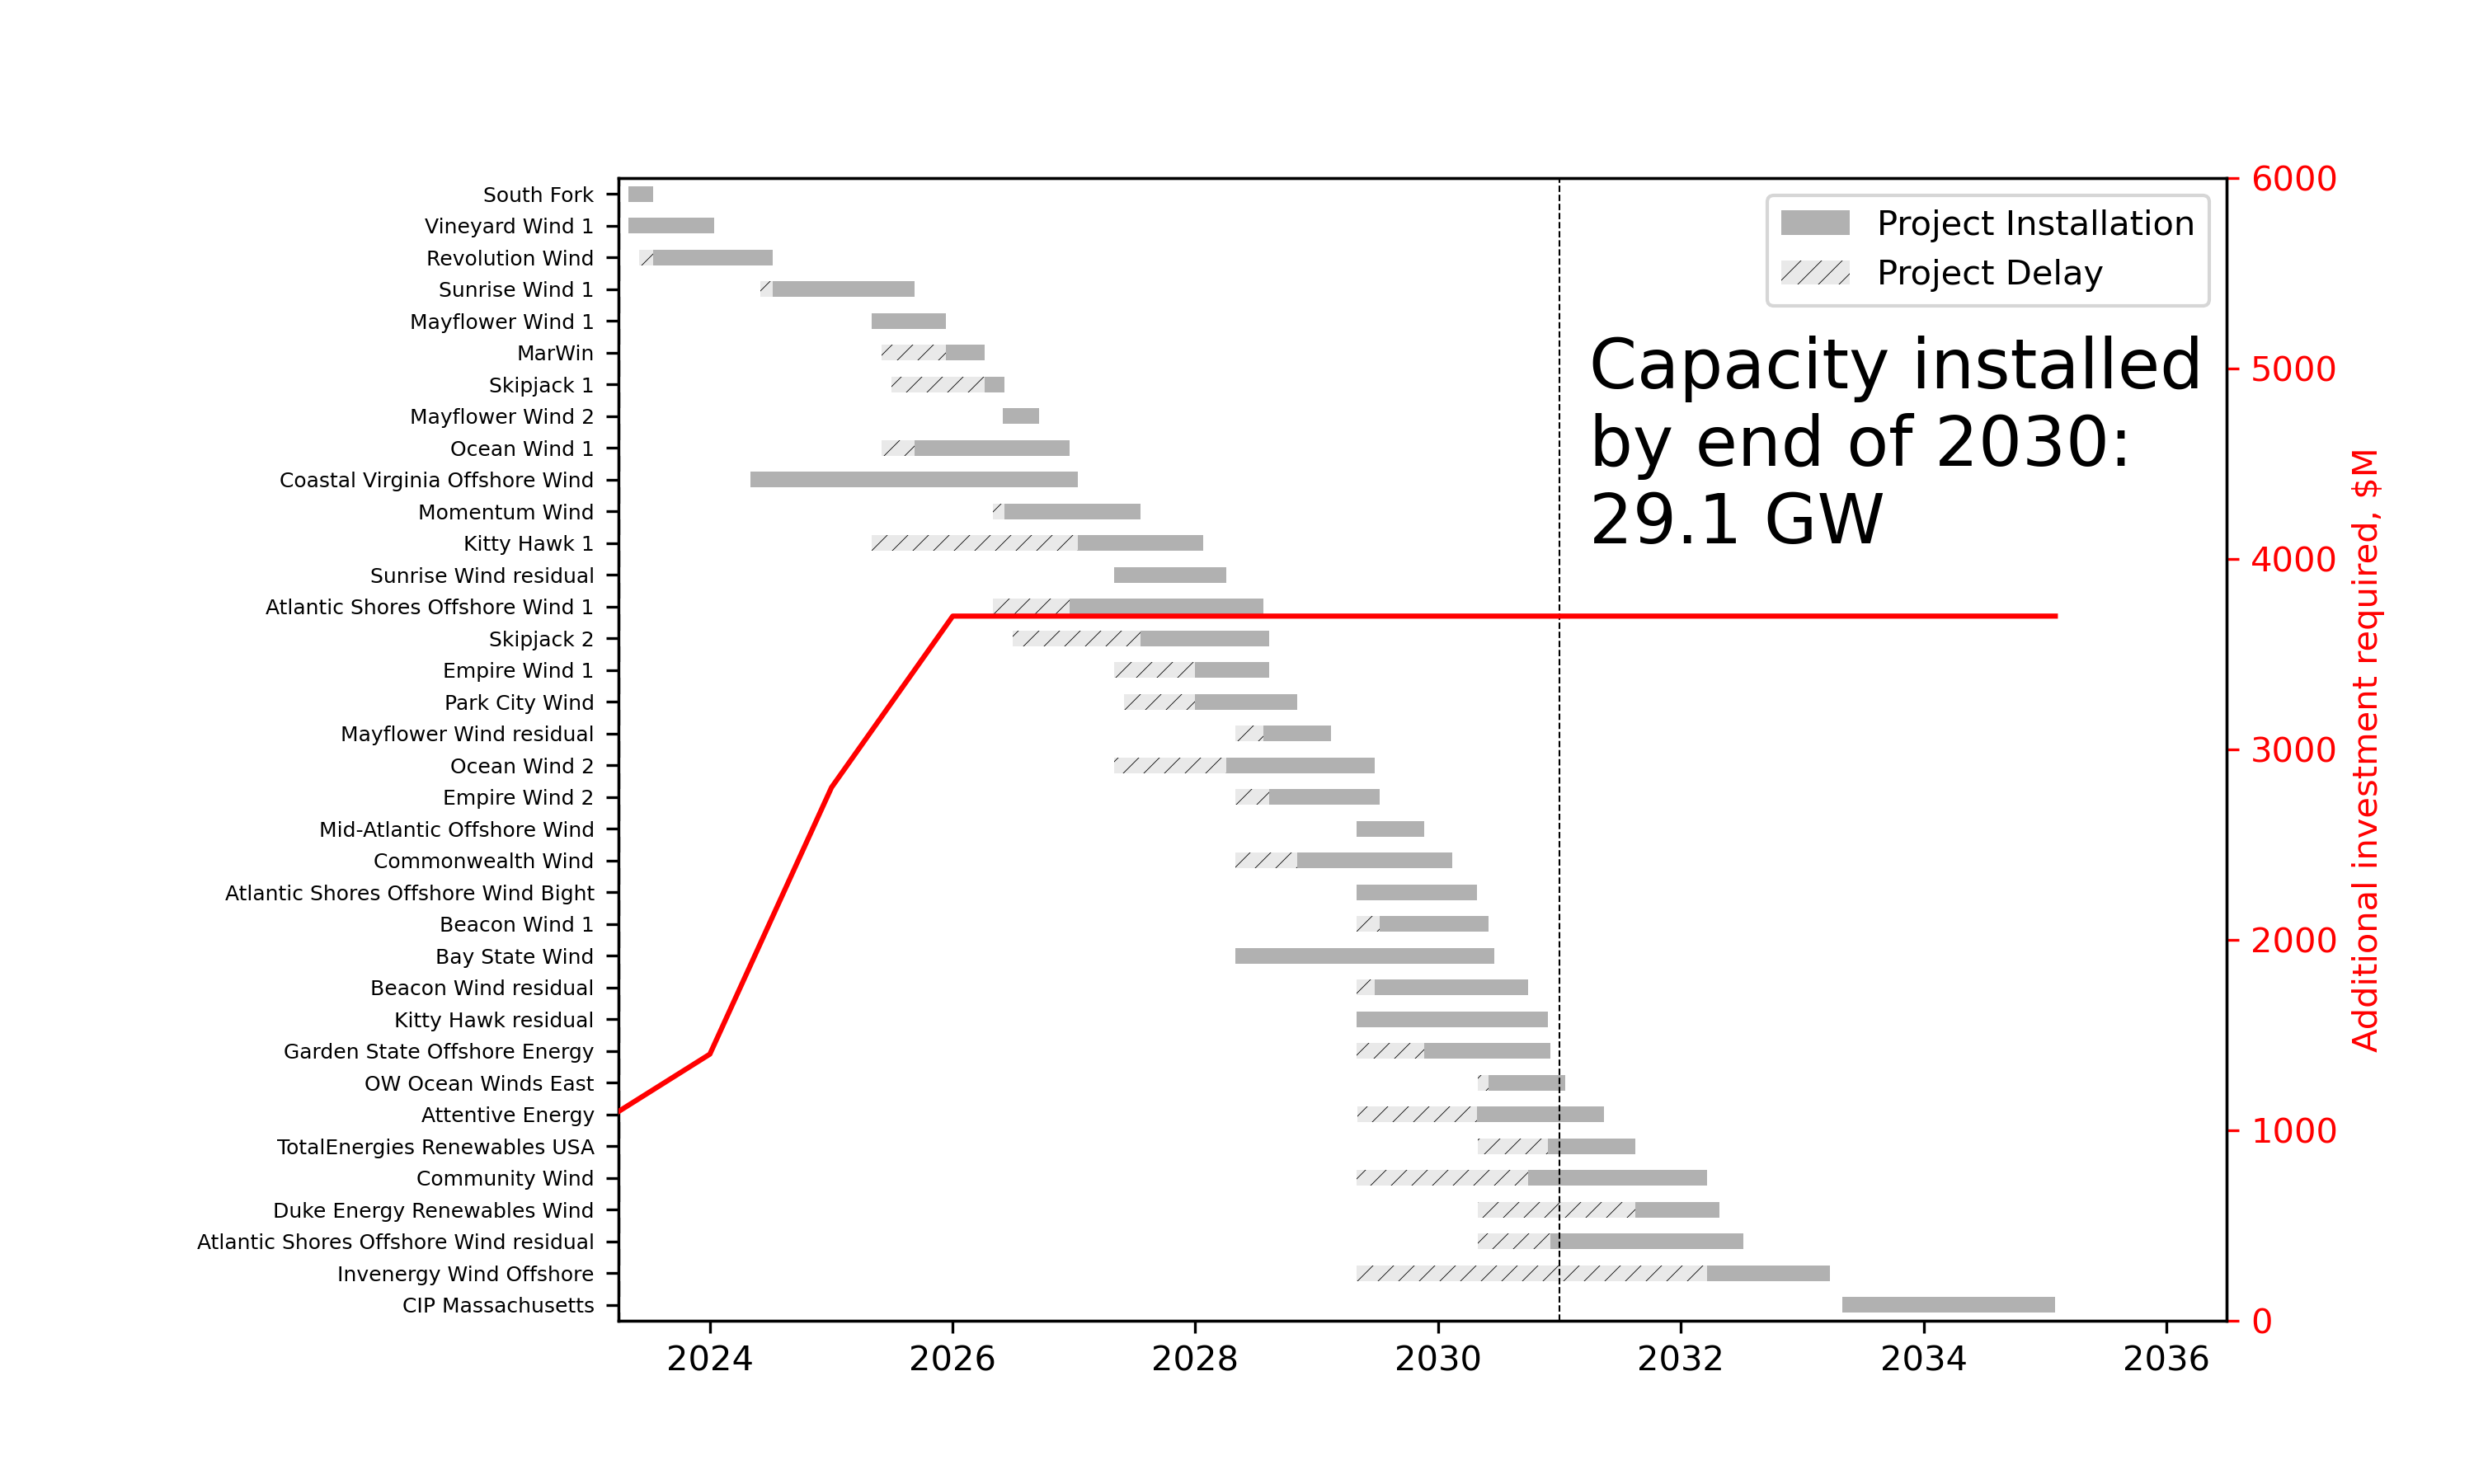 South Fork
Vineyard Wind 1
Revolution Wind
Sunrise Wind 1
Mayflower Wind 1
MarWin
Skipjack 1
Mayflower Wind 2
Ocean Wind 1
Coastal Virginia Offshore Wind
Momentum Wind
Kitty Hawk 1
Sunrise Wind residual
Atlantic Shores Offshore Wind 1
Skipjack 2
Empire Wind 1
Park City Wind
Mayflower Wind residual
Ocean Wind 2
Empire Wind 2
Mid-Atlantic Offshore Wind
Commonwealth Wind
Atlantic Shores Offshore Wind Bight
Beacon Wind 1
Bay State Wind
Beacon Wind residual
Kitty Hawk residual
Garden State Offshore Energy
OW Ocean Winds East
Attentive Energy
TotalEnergies Renewables USA
Community Wind
Duke Energy Renewables Wind
Atlantic Shores Offshore Wind residual
Invenergy Wind Offshore
CIP Massachusetts
Project Installation
Project Delay
Capacity installed
by end of 2030:
29.1 GW
6000
5000
4000
3000
2000
1000
0
Additional investment required, $M
2024 2026 2028 2030 2032 2034 2036